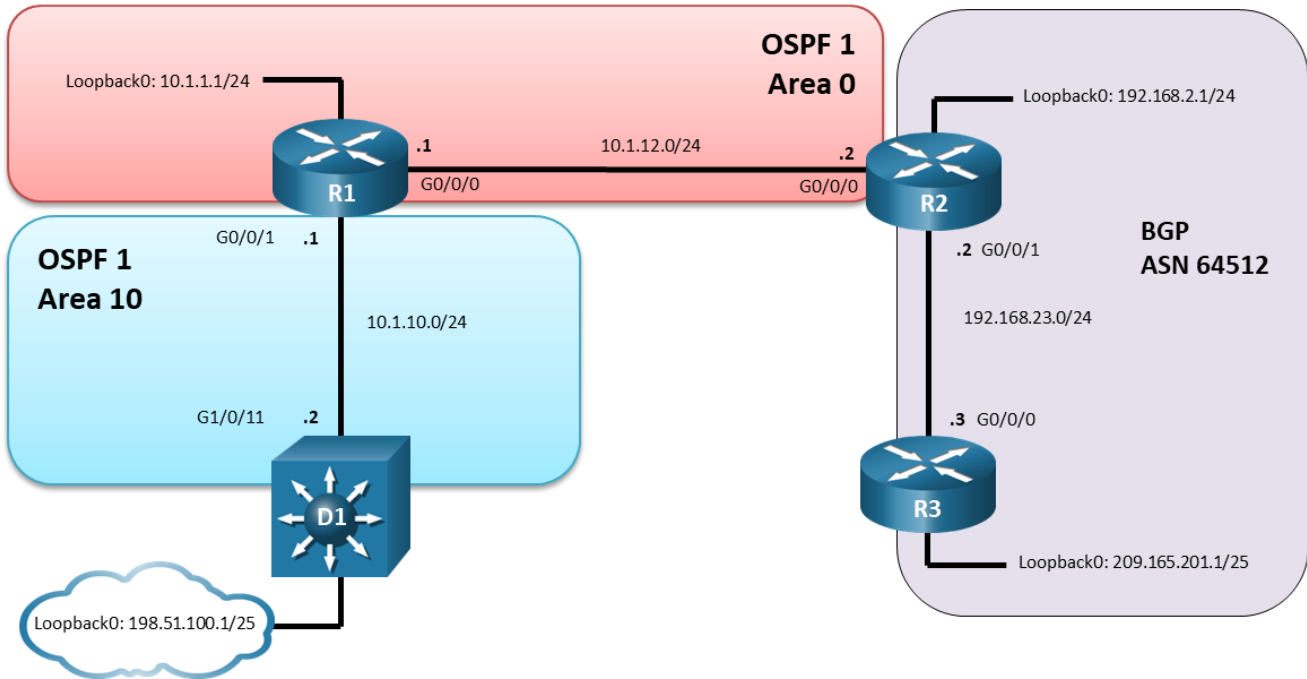 OSPF 1
Area 0
Loopback0: 10.1.1.1/24
Loopback0: 192.168.2.1/24
.1
10.1.12.0/24
.2
G0/0/0
G0/0/0
R1
R2
G0/0/1
.1
.2 G0/0/1
BGP
ASN 64512
OSPF 1
Area 10
10.1.10.0/24
192.168.23.0/24
G1/0/11
.2
.3 G0/0/0
D1
R3
Loopback0: 209.165.201.1/25
Loopback0: 198.51.100.1/25